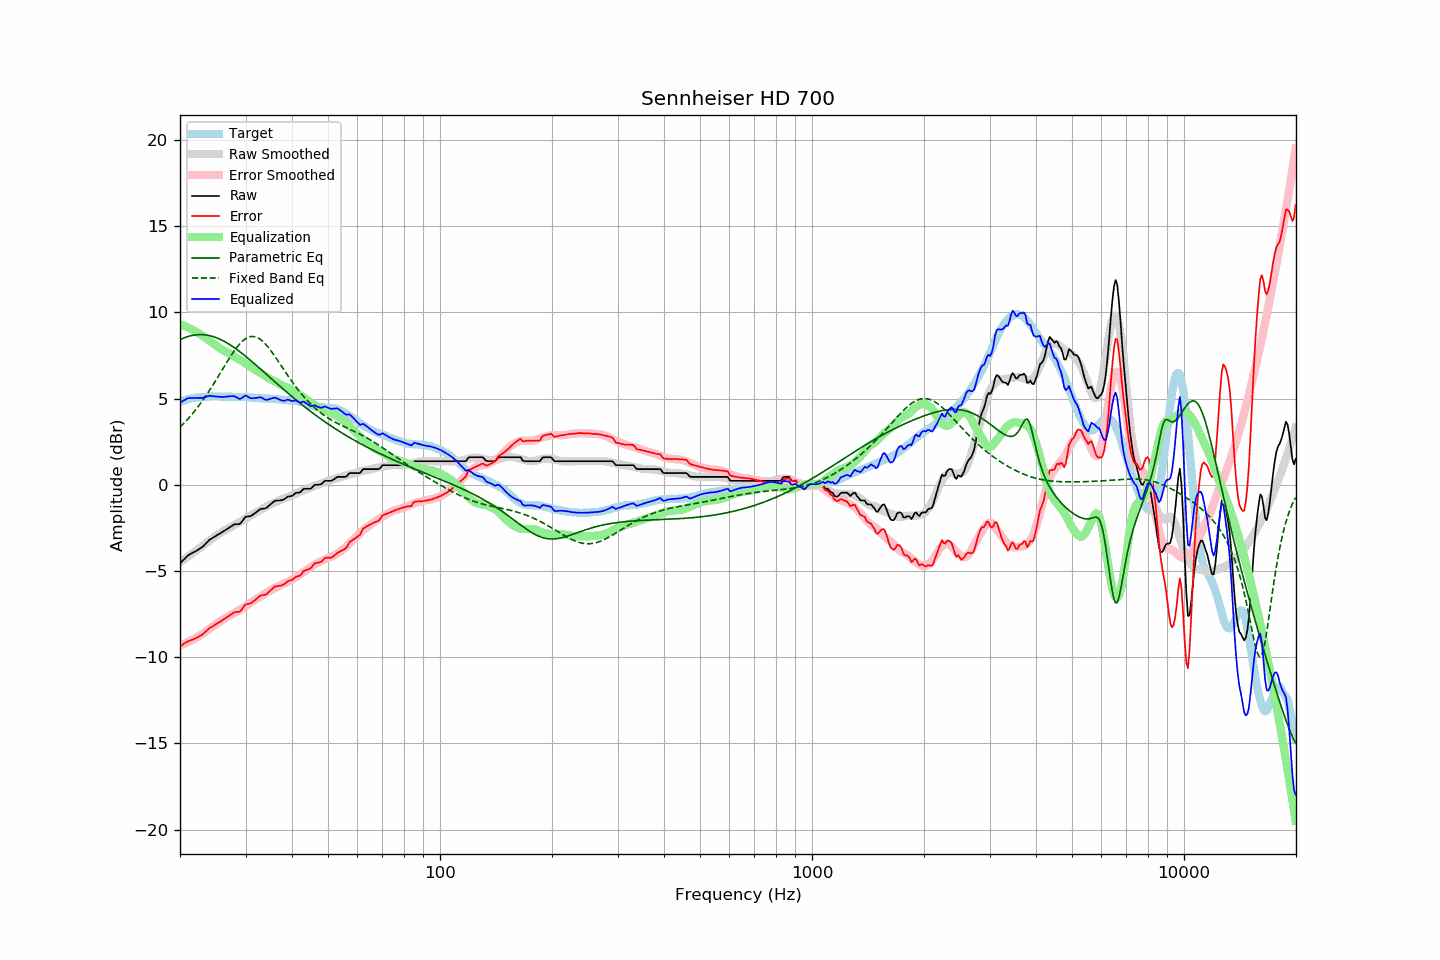 Sennheiser HD 700
Target
Raw Smoothed
Error Smoothed
Raw
Error
Equalization
Parametric Eq
Fixed Band Eq
Equalized
20
15
10
5
0
−5
−10
−15
−20
Amplitude (dBr)
100
1000
10000
Frequency (Hz)